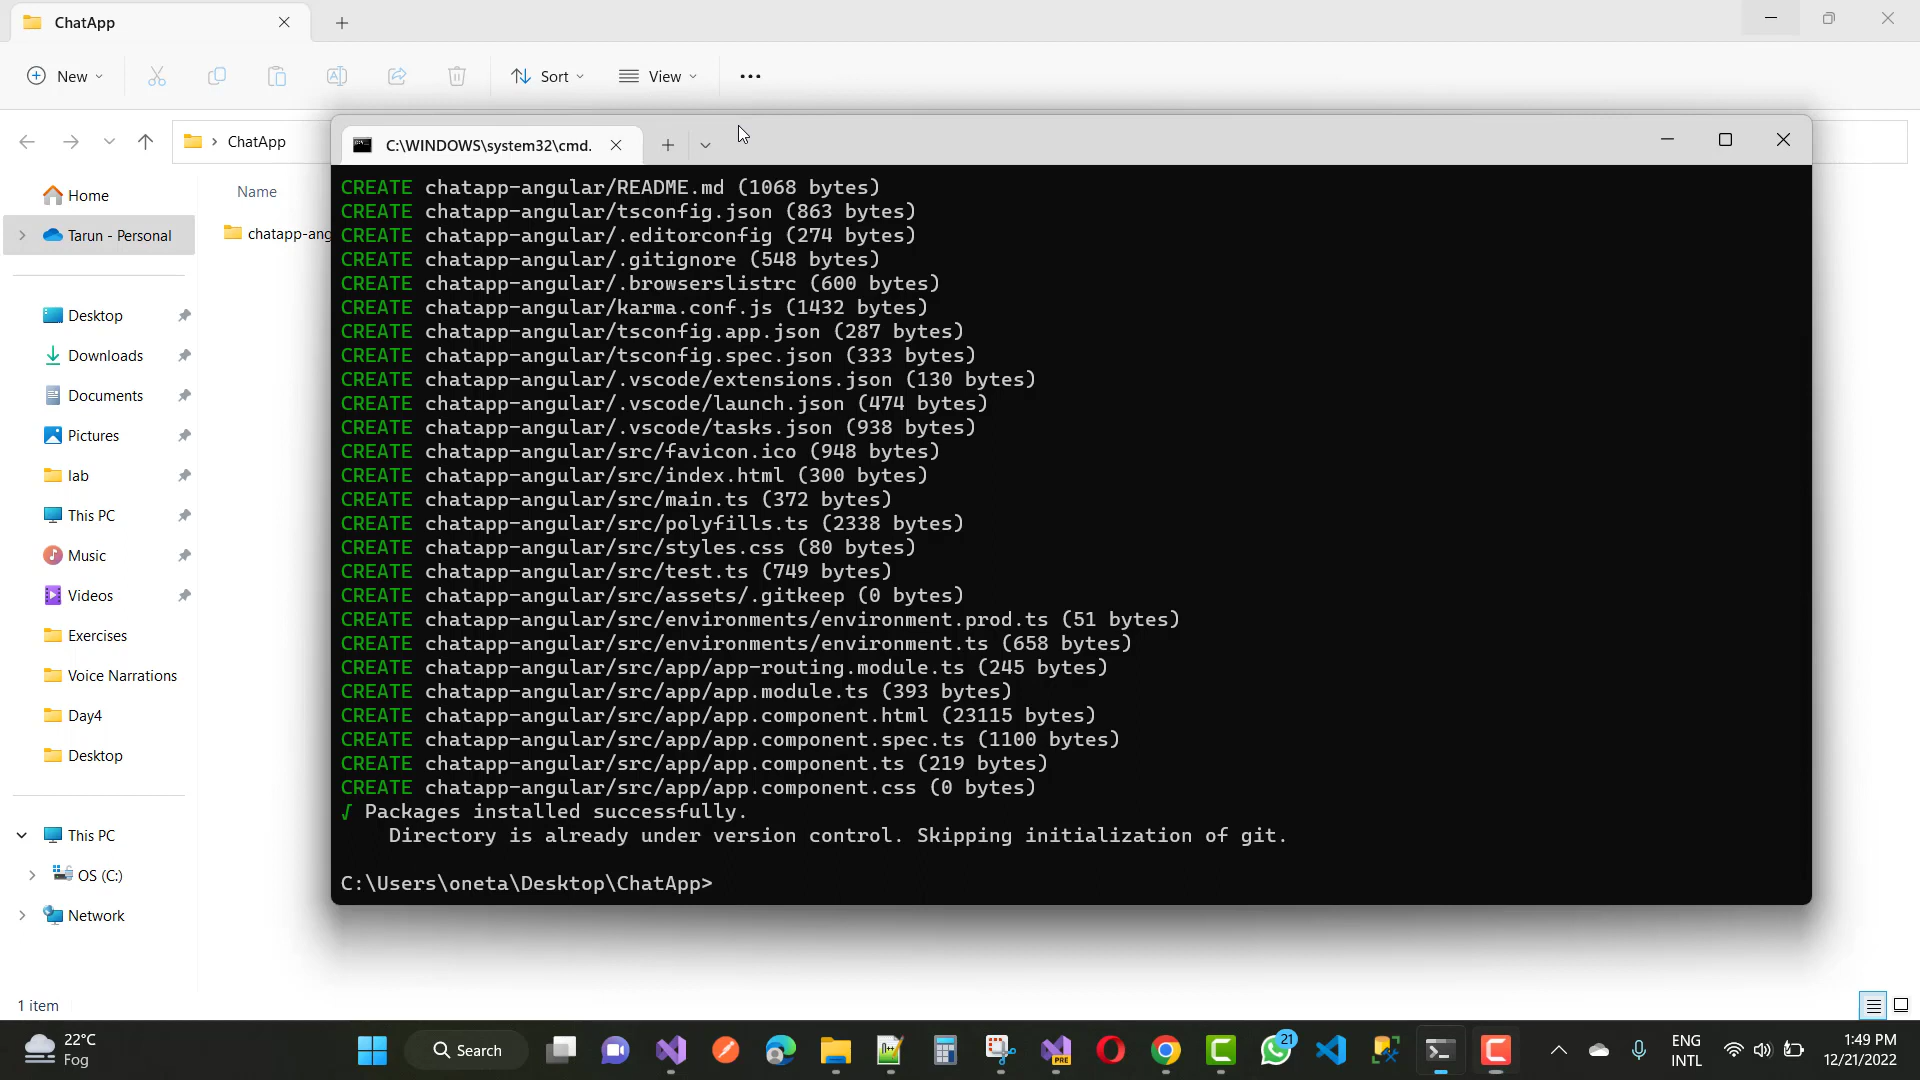 ChatApp
New
Sort
View
ChatApp
C:\WINDOWS\system32\cmd.
Home
Tarun - Personal
Desktop
Downloads
Documents
Pictures
lab
This PC
Music
Videos
Exercises
Voice Narrations
Day4
Desktop
This PC
OS (C:)
Network
Name
chatapp-ang
CREATE chatapp-angular/README.md (1068 bytes)
CREATE chatapp-angular/tsconfig.json (863 bytes)
CREATE chatapp-angular/.editorconfig (274 bytes)
CREATE chatapp-angular/.gitignore (548 bytes)
CREATE chatapp-angular/.browserslistrc (600 bytes)
CREATE chatapp-angular/karma.conf.js (1432 bytes)
CREATE chatapp-angular/tsconfig.app.json (287 bytes)
CREATE chatapp-angular/tsconfig.spec.json (333 bytes)
CREATE chatapp-angular/.vscode/extensions.json (130 bytes)
CREATE chatapp-angular/.vscode/launch.json (474 bytes)
CREATE chatapp-angular/.vscode/tasks.json (938 bytes)
CREATE chatapp-angular/src/favicon.ico (948 bytes)
CREATE chatapp-angular/src/index.html (300 bytes)
CREATE chatapp-angular/src/main.ts (372 bytes)
CREATE chatapp-angular/src/polyfills.ts (2338 bytes)
CREATE chatapp-angular/src/styles.css (80 bytes)
CREATE chatapp-angular/src/test.ts (749 bytes)
CREATE chatapp-angular/src/assets/.gitkeep (0 bytes)
CREATE chatapp-angular/src/environments/environment.prod.ts (51 bytes)
CREATE chatapp-angular/src/environments/environment.ts (658 bytes)
CREATE chatapp-angular/src/app/app-routing.module.ts (245 bytes)
CREATE chatapp-angular/src/app/app.module.ts (393 bytes)
CREATE chatapp-angular/src/app/app.component.html (23115 bytes)
CREATE chatapp-angular/src/app/app.component.spec.ts (1100 bytes)
CREATE chatapp-angular/src/app/app.component.ts (219 bytes)
CREATE chatapp-angular/src/app/app.component.css (0 bytes)
√ Packages installed successfully.
Directory is already under version control. Skipping initialization of git.
C:\Users\oneta\Desktop\ChatApp>
1 item
22°C
Fog
Search
PRE
21
ENG
INTL
1:49 PM
12/21/2022